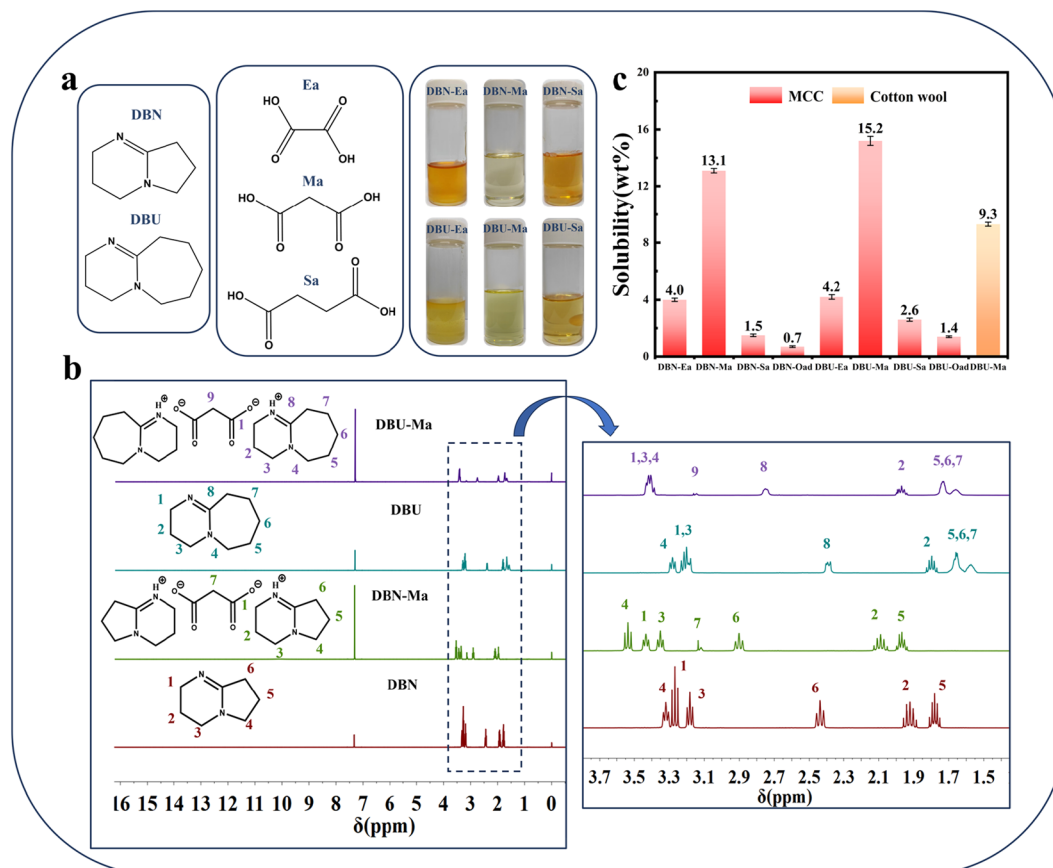 a
DBN
N
N
DBU
N
N
Ea
HO
O
O
OH
Ma
HO
OH
O
O
Sa
O
HO
OH
O
DBN-Ea DBN-Ma DBN-Sa
DBU-Ea DBU-Ma DBU-Sa
c
MCC
Cotton wool
Solubility(wt%)
20
16
12
8
4
0
4.0
13.1
1.5
0.7
4.2
15.2
2.6
1.4
9.3
DBN-Ea DBN-Ma DBN-Sa DBN-Oad DBU-Ea DBU-Ma DBU-Sa DBU-Oad DBU-Ma
b
DBU-Ma
H
⊕
N
N
⊖
O
9
O
⊖
O
O
H
⊕
N
N
1 2 3 4 5 6 7 8
DBU
N
N
1 2 3 4 5 6 7 8
DBN-Ma
H
⊕
N
N
⊖
O
7
O
⊖
O
O
H
⊕
N
N
1 2 3 4 5 6
DBN
N
N
1 2 3 4 5 6
16 15 14 13 12 11 10 9 8 7 6 5 4 3 2 1 0
δ(ppm)
1,3,4 9 8 2 5,6,7
4 1,3 8 2 5,6,7
4 1 3 7 6 2 5
4 1 3 6 2 5
3.7 3.5 3.3 3.1 2.9 2.7 2.5 2.3 2.1 1.9 1.7 1.5
δ(ppm)